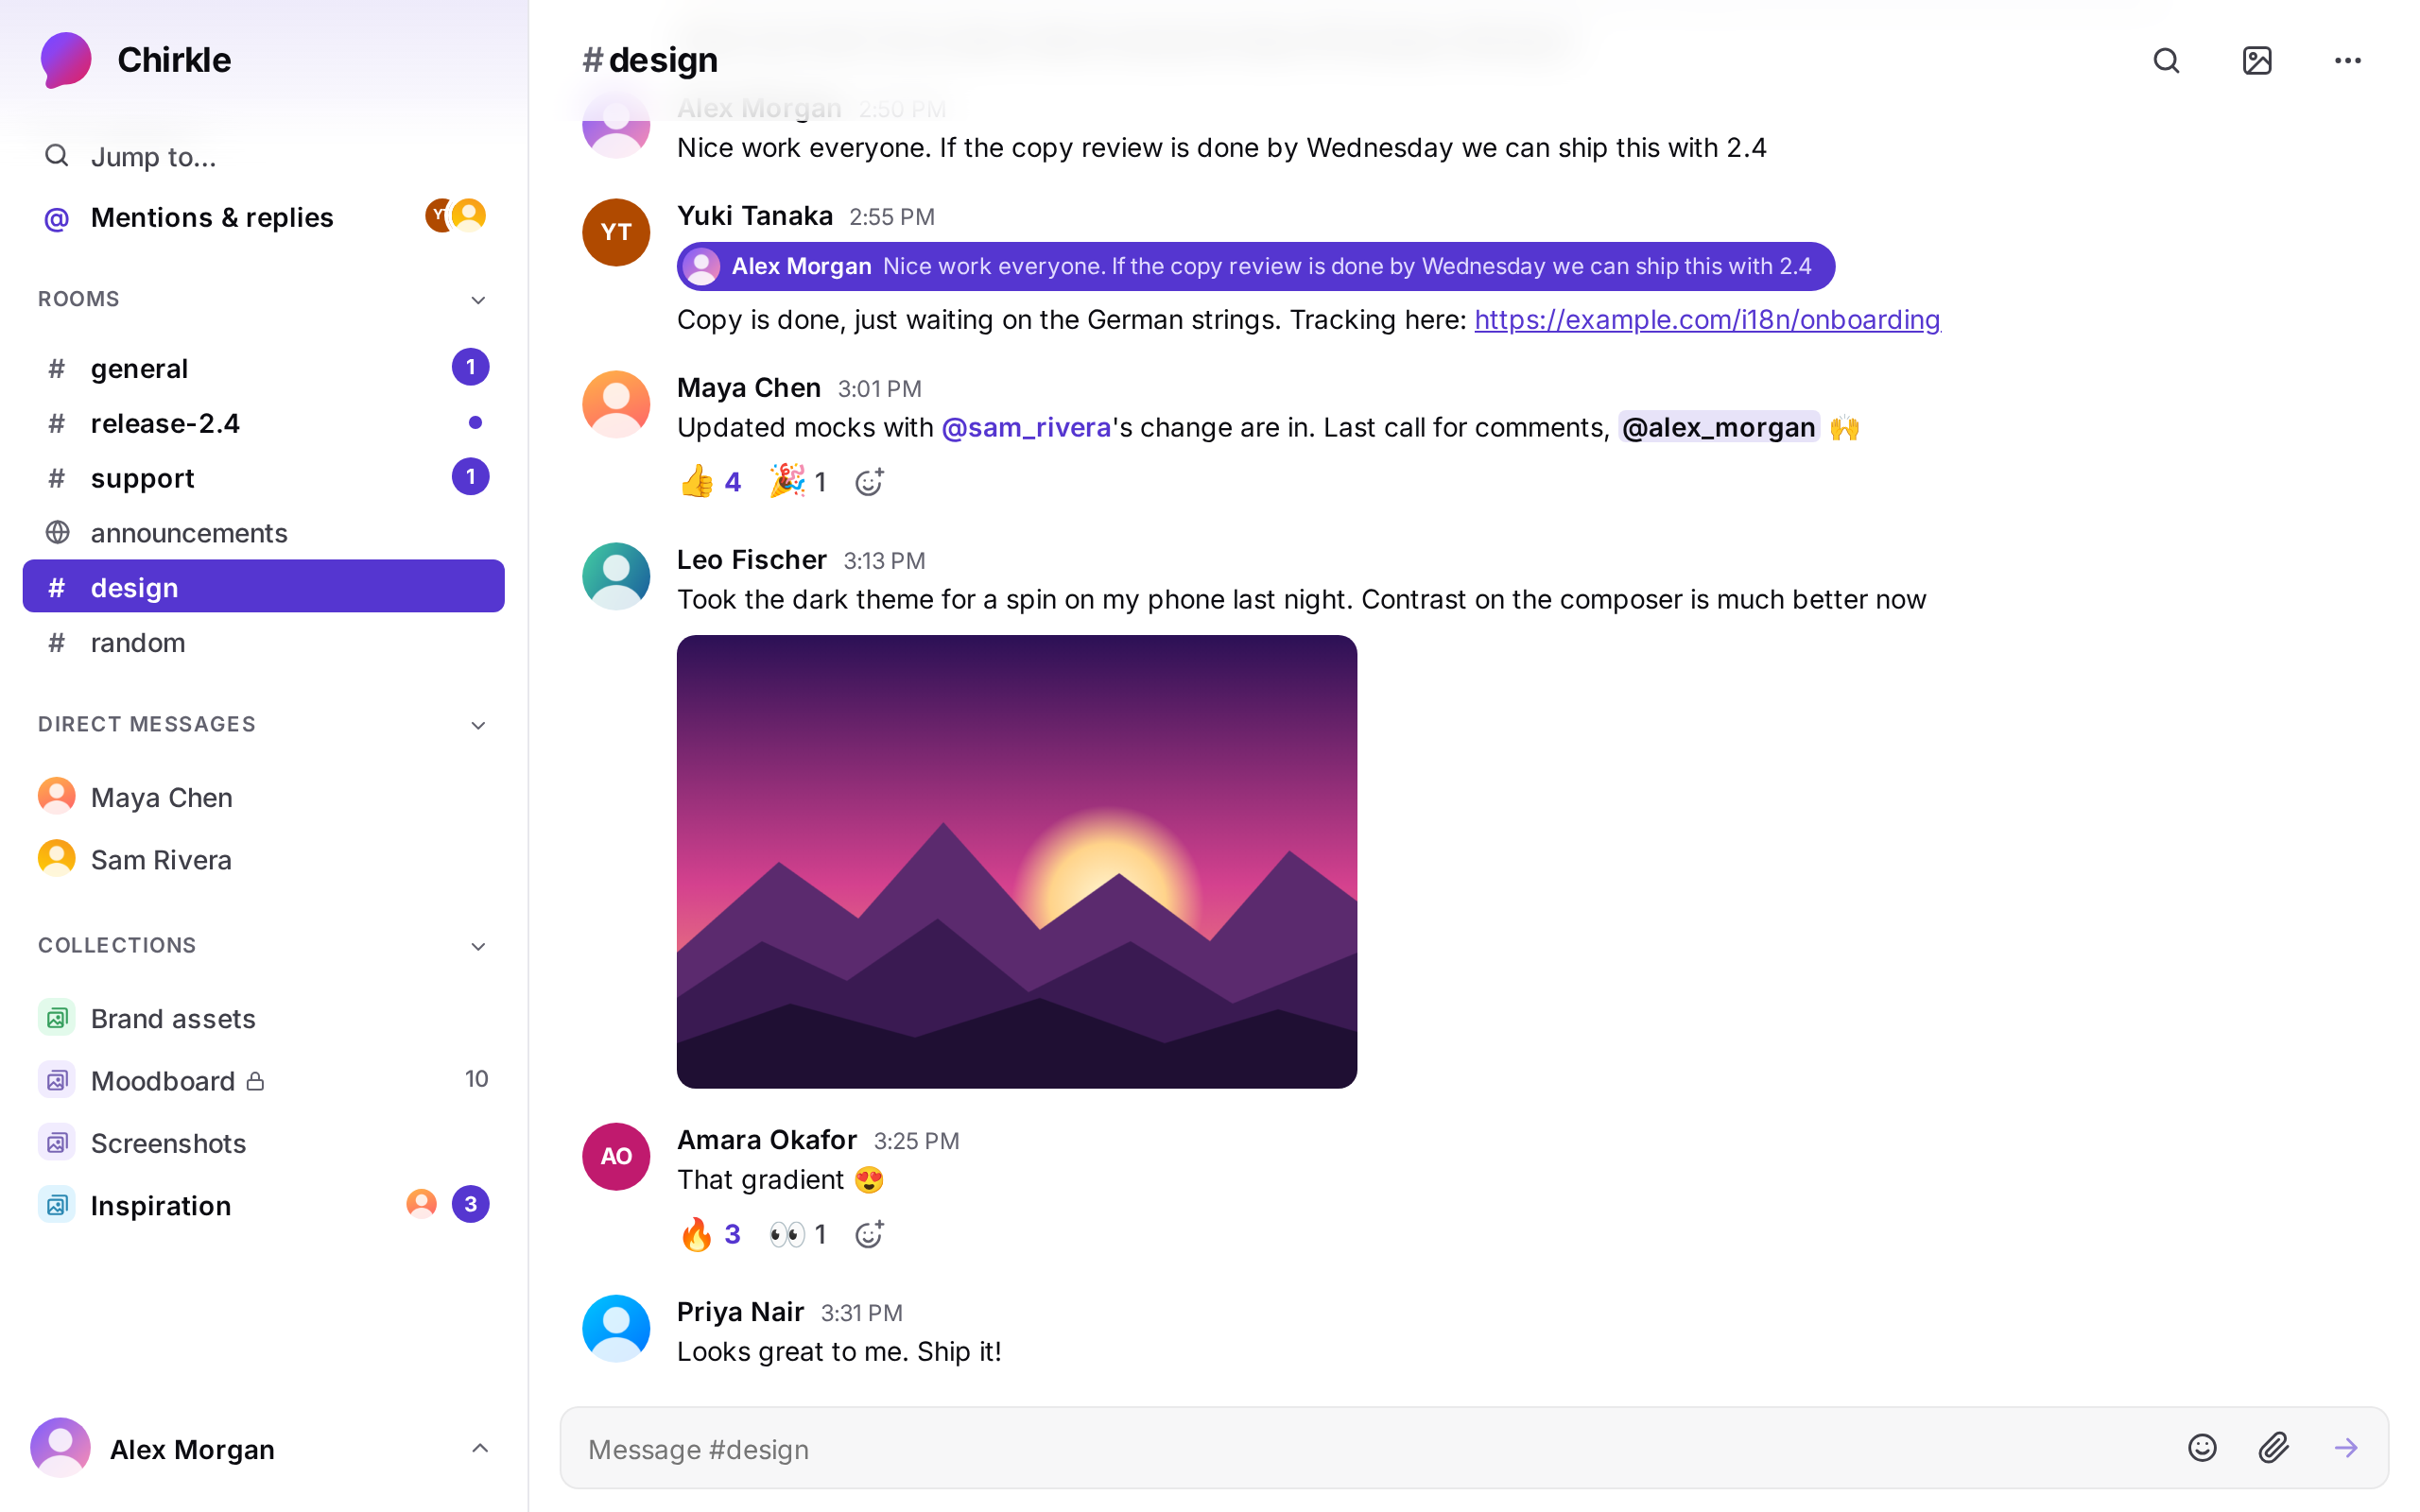 Chirkle
Jump to...
@ Mentions & replies
YT
ROOMS
# general 1
# release-2.4
# support 1
announcements
# design
# random
DIRECT MESSAGES
Maya Chen
Sam Rivera
COLLECTIONS
Brand assets
Moodboard 10
Screenshots
Inspiration 3
Alex Morgan
# design
Alex Morgan 2:50 PM
Nice work everyone. If the copy review is done by Wednesday we can ship this with 2.4
YT
Yuki Tanaka 2:55 PM
Alex Morgan Nice work everyone. If the copy review is done by Wednesday we can ship this with 2.4
Copy is done, just waiting on the German strings. Tracking here: https://example.com/i18n/onboarding
Maya Chen 3:01 PM
Updated mocks with @sam_rivera's change are in. Last call for comments, @alex_morgan 🙌
👍 4 🎉 1
Leo Fischer 3:13 PM
Took the dark theme for a spin on my phone last night. Contrast on the composer is much better now
AO
Amara Okafor 3:25 PM
That gradient 😍
🔥 3 👀 1
Priya Nair 3:31 PM
Looks great to me. Ship it!
Message #design